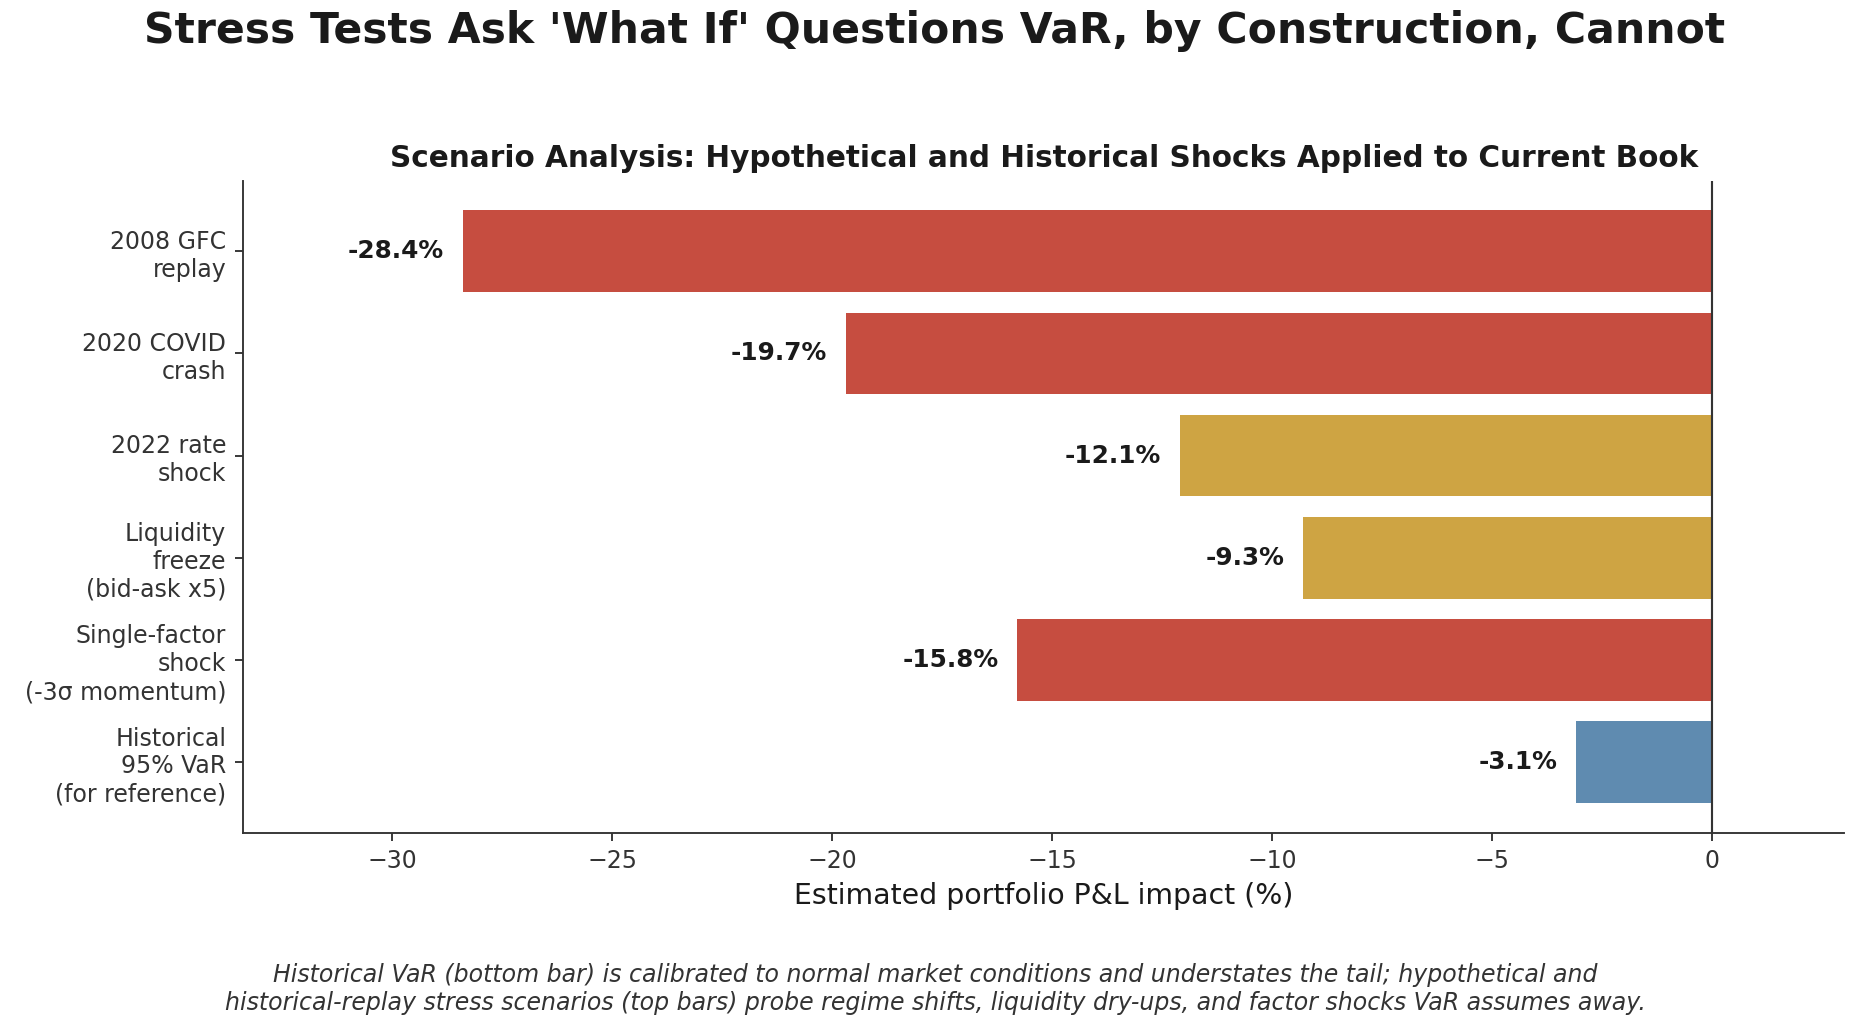 Stress Tests Ask 'What If' Questions VaR, by Construction, Cannot
Scenario Analysis: Hypothetical and Historical Shocks Applied to Current Book
2008 GFC
replay
-28.4%
2020 COVID
crash
-19.7%
2022 rate
shock
-12.1%
Liquidity
freeze
(bid-ask x5)
-9.3%
Single-factor
shock
(-3σ momentum)
-15.8%
Historical
95% VaR
(for reference)
-3.1%
−30 −25 −20 −15 −10 −5 0
Estimated portfolio P&L impact (%)
Historical VaR (bottom bar) is calibrated to normal market conditions and understates the tail; hypothetical and
historical-replay stress scenarios (top bars) probe regime shifts, liquidity dry-ups, and factor shocks VaR assumes away.